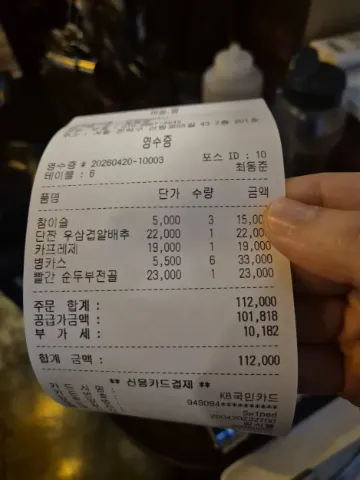 영수증
영수증 # 20260420-10003 포스 ID : 10
테이블 : 6 최동준
품명 단가 수량 금액
참이슬 5,000 3 15,000
단짠 우삼겹알배추 22,000 1 22,000
카프레제 19,000 1 19,000
병카스 5,500 6 33,000
빨간 순두부전골 23,000 1 23,000
주문 합계 : 112,000
공급가금액 : 101,818
부 가 세 : 10,182
합계 금액 : 112,000
** 신용카드결제 **
KB국민카드
945084**********